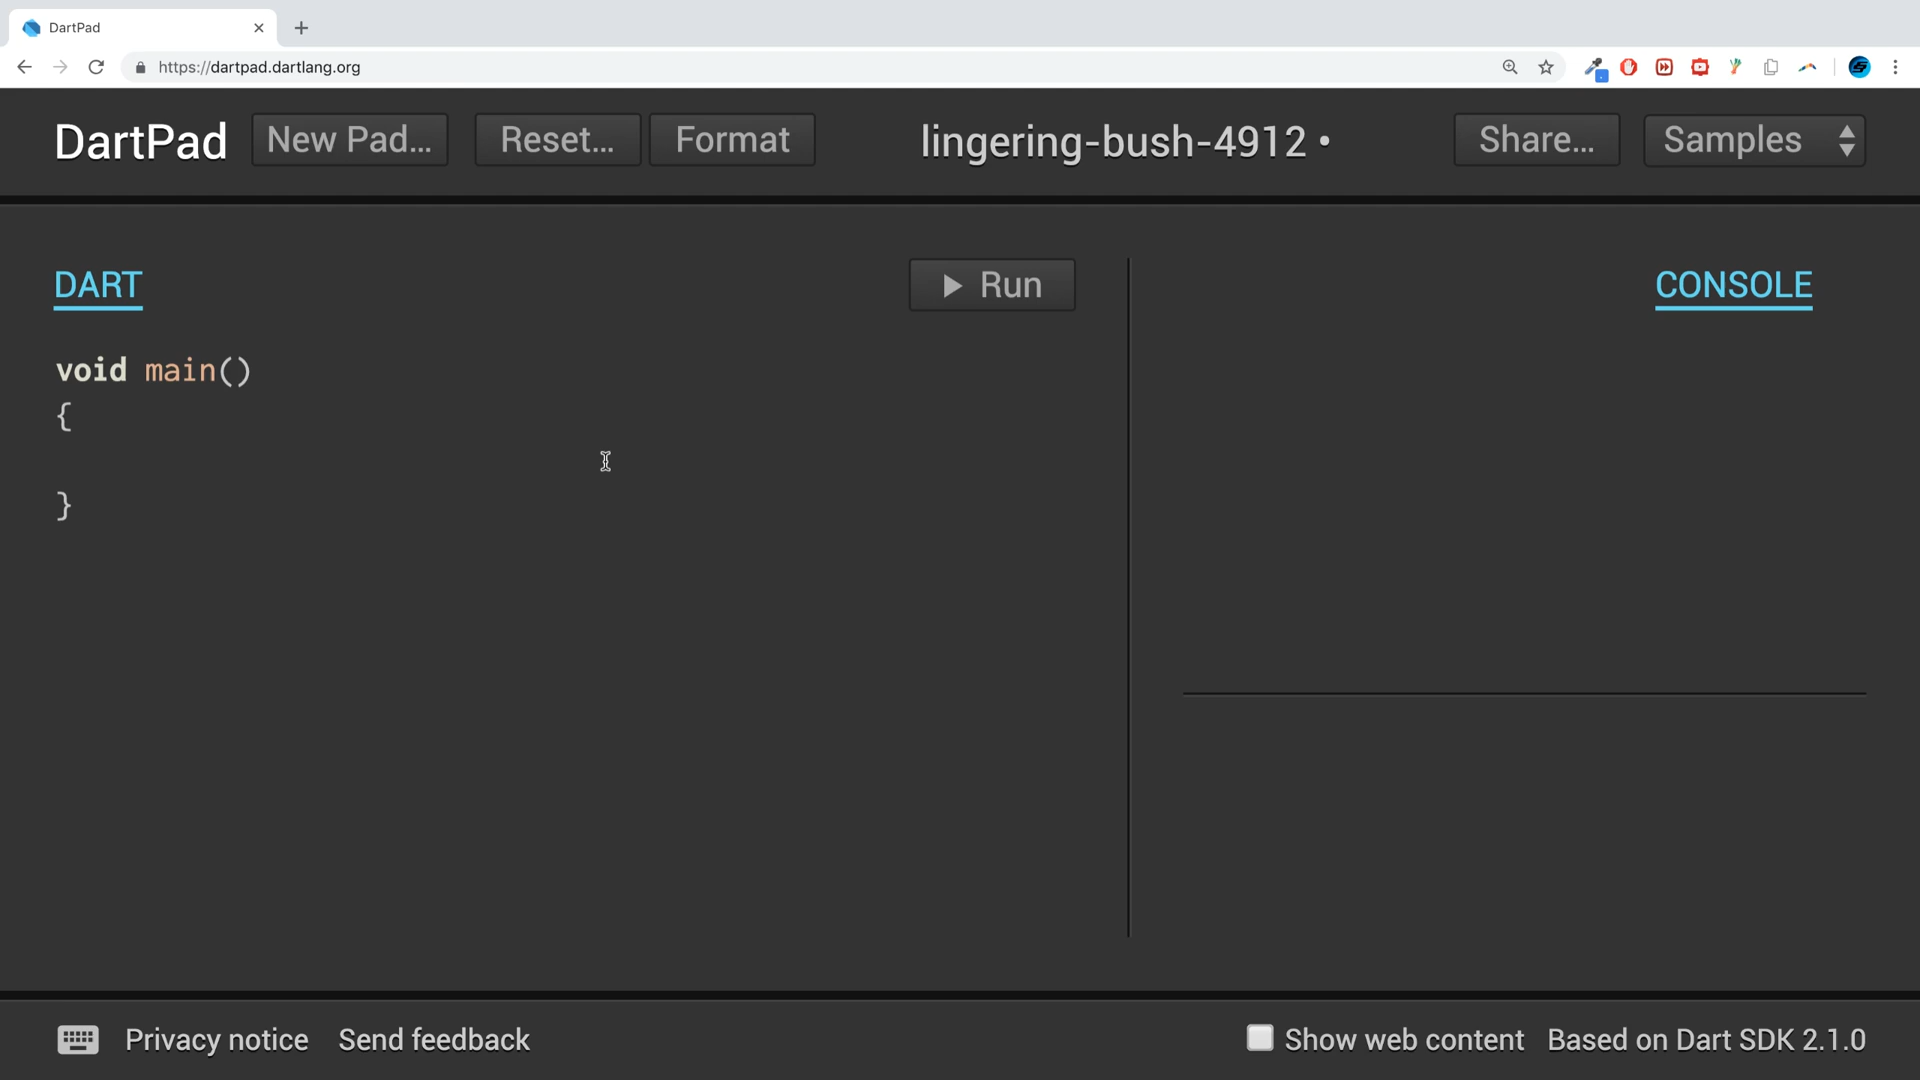 DartPad
https://dartpad.dartlang.org
DartPad New Pad... Reset... Format lingering-bush-4912 • Share... Samples
DART Run CONSOLE
void main()
{
}
Privacy notice Send feedback Show web content Based on Dart SDK 2.1.0